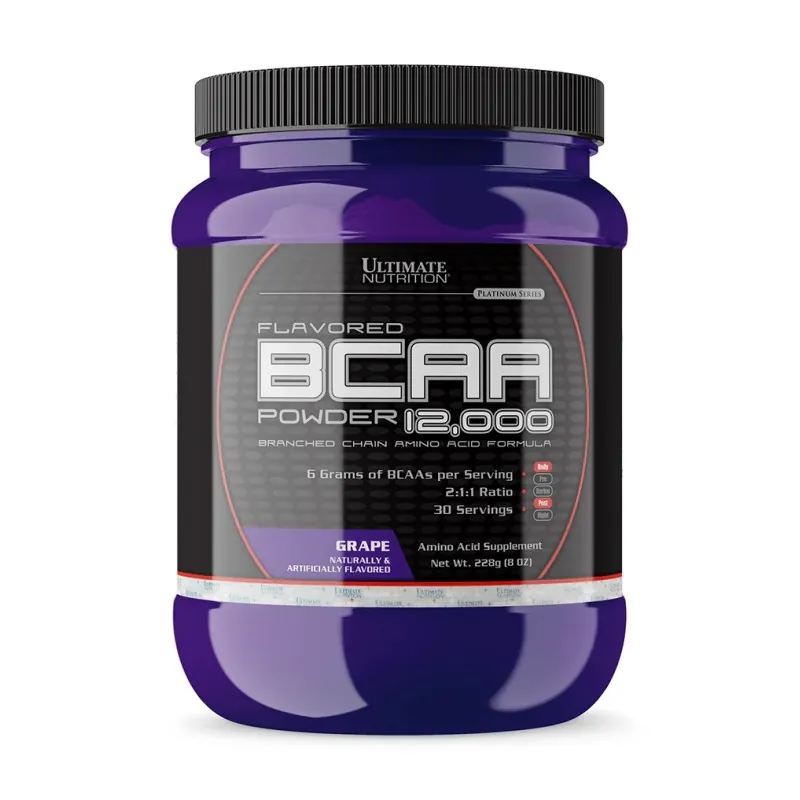 ULTIMATE
NUTRITION®
PLATINUM SERIES
FLAVORED
BCAA
POWDER 12,000
BRANCHED CHAIN AMINO ACID FORMULA
6 Grams of BCAAs per Serving •
2:1:1 Ratio •
30 Servings •
Daily
Pre
During
Post
Night
GRAPE
NATURALLY &
ARTIFICIALLY FLAVORED
Amino Acid Supplement
Net Wt. 228g (8 OZ)